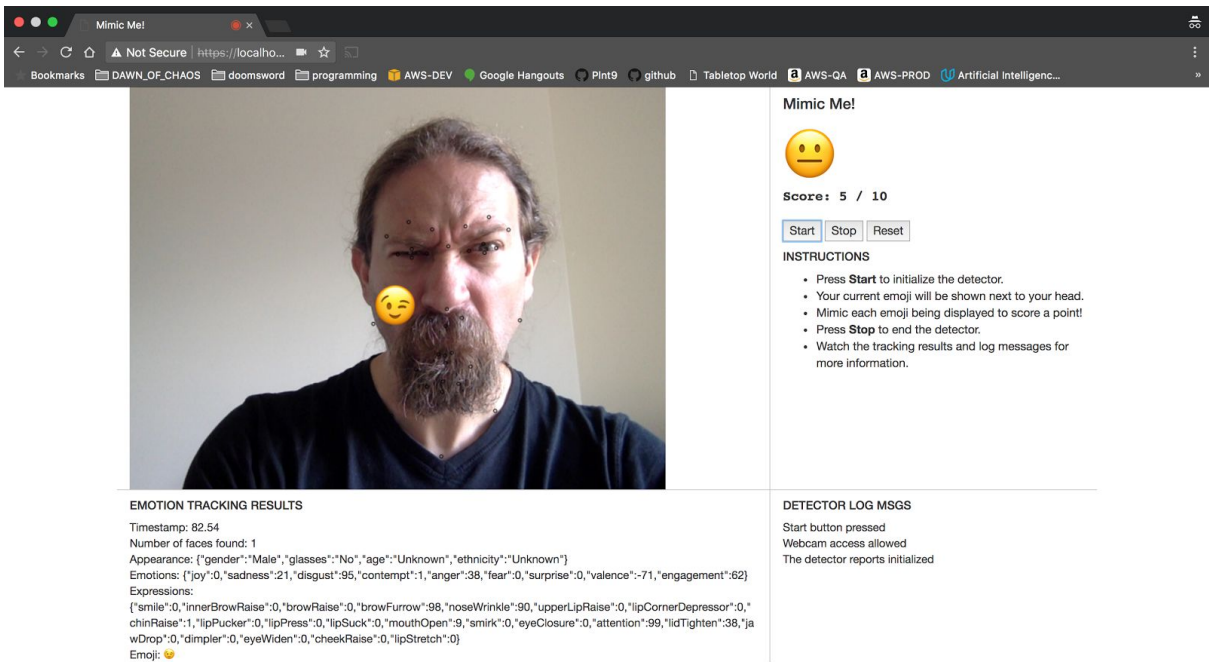 Mimic Me!
Not Secure | https://localho...
Bookmarks DAWN_OF_CHAOS doomsword programming AWS-DEV Google Hangouts PInt9 github Tabletop World AWS-QA AWS-PROD Artificial Intelligenc... »
Mimic Me!
Score: 5 / 10
Start Stop Reset
INSTRUCTIONS
• Press Start to initialize the detector.
• Your current emoji will be shown next to your head.
• Mimic each emoji being displayed to score a point!
• Press Stop to end the detector.
• Watch the tracking results and log messages for
more information.
EMOTION TRACKING RESULTS
Timestamp: 82.54
Number of faces found: 1
Appearance: {"gender":"Male","glasses":"No","age":"Unknown","ethnicity":"Unknown"}
Emotions: {"joy":0,"sadness":21,"disgust":95,"contempt":1,"anger":38,"fear":0,"surprise":0,"valence":-71,"engagement":62}
Expressions:
{"smile":0,"innerBrowRaise":0,"browRaise":0,"browFurrow":98,"noseWrinkle":90,"upperLipRaise":0,"lipCornerDepressor":0,"
chinRaise":1,"lipPucker":0,"lipPress":0,"lipSuck":0,"mouthOpen":9,"smirk":0,"eyeClosure":0,"attention":99,"lidTighten":38,"ja
wDrop":0,"dimpler":0,"eyeWiden":0,"cheekRaise":0,"lipStretch":0}
Emoji: 😉
DETECTOR LOG MSGS
Start button pressed
Webcam access allowed
The detector reports initialized